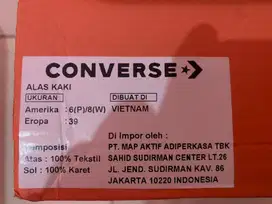 CONVERSE
ALAS KAKI
UKURAN DIBUAT DI
Amerika : 6(P)/8(W) VIETNAM
Eropa : 39
Di Impor oleh :
Komposisi PT. MAP AKTIF ADIPERKASA TBK
Atas : 100% Tekstil SAHID SUDIRMAN CENTER LT.26
Sol : 100% Karet JL. JEND. SUDIRMAN KAV. 86
JAKARTA 10220 INDONESIA